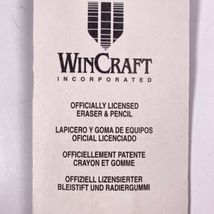 WINCRAFT
INCORPORATED
OFFICIALLY LICENSED
ERASER & PENCIL
LAPICERO Y GOMA DE EQUIPOS
OFICIAL LICENCIADO
OFFICIELLEMENT PATENTE
CRAYON ET GOMME
OFFIZIELL LIZENSIERTER
BLEISTIFT UND RADIERGUMMI